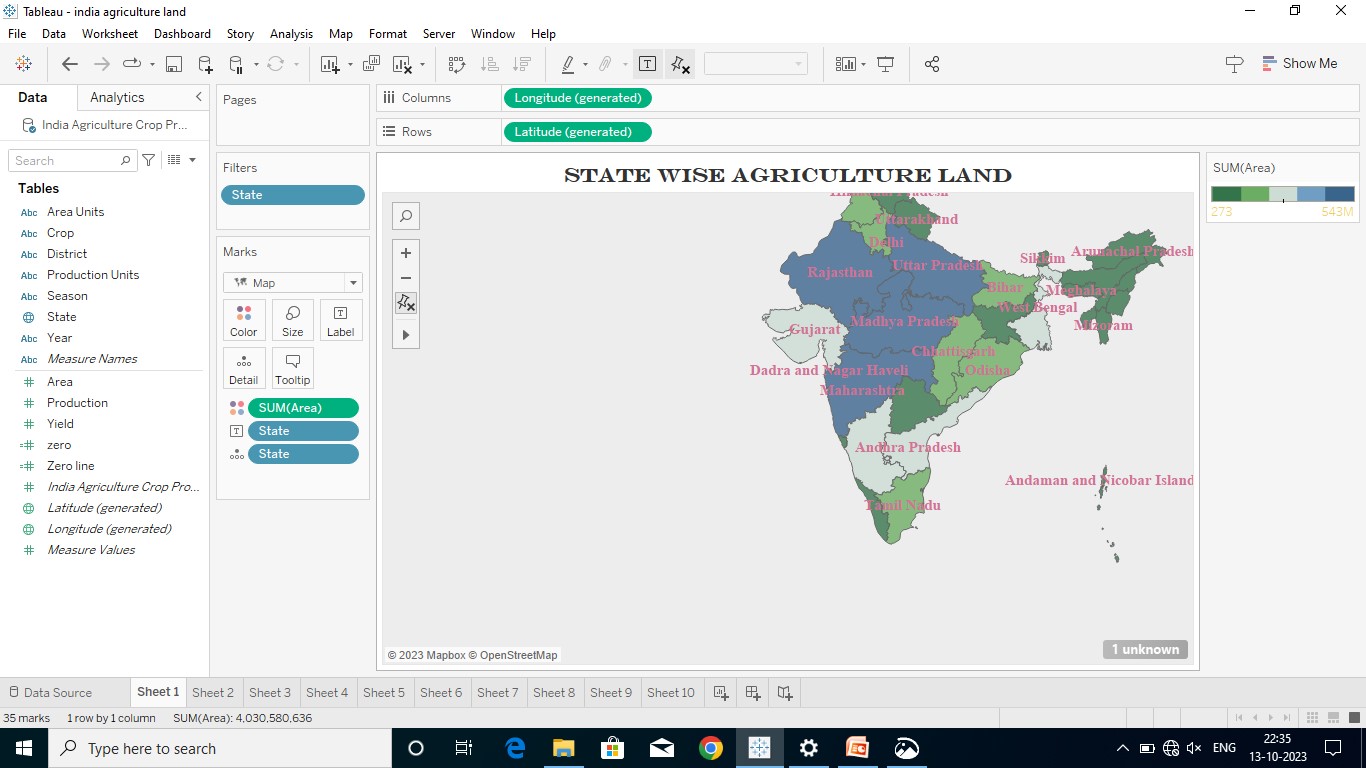 Tableau - india agriculture land
File Data Worksheet Dashboard Story Analysis Map Format Server Window Help
Show Me
Data Analytics
India Agriculture Crop Pr...
Search
Tables
Abc Area Units
Abc Crop
Abc District
Abc Production Units
Abc Season
State
Abc Year
Abc Measure Names
# Area
# Production
# Yield
=# zero
=# Zero line
# India Agriculture Crop Pro...
Latitude (generated)
Longitude (generated)
# Measure Values
Pages
Filters
State
Marks
Map
Color Size Label
Detail Tooltip
SUM(Area)
State
State
Columns Longitude (generated)
Rows Latitude (generated)
STATE WISE AGRICULTURE LAND
Himachal Pradesh
Uttarakhand
Delhi
Arunachal Pradesh
Sikkim
Uttar Pradesh
Rajasthan
Bihar
Meghalaya
West Bengal
Madhya Pradesh
Mizoram
Gujarat
Chhattisgarh
Dadra and Nagar Haveli
Odisha
Maharashtra
Andhra Pradesh
Andaman and Nicobar Island
Tamil Nadu
© 2023 Mapbox © OpenStreetMap
1 unknown
SUM(Area)
273 543M
Data Source Sheet 1 Sheet 2 Sheet 3 Sheet 4 Sheet 5 Sheet 6 Sheet 7 Sheet 8 Sheet 9 Sheet 10
35 marks 1 row by 1 column SUM(Area): 4,030,580,636
Type here to search
ENG
22:35
13-10-2023